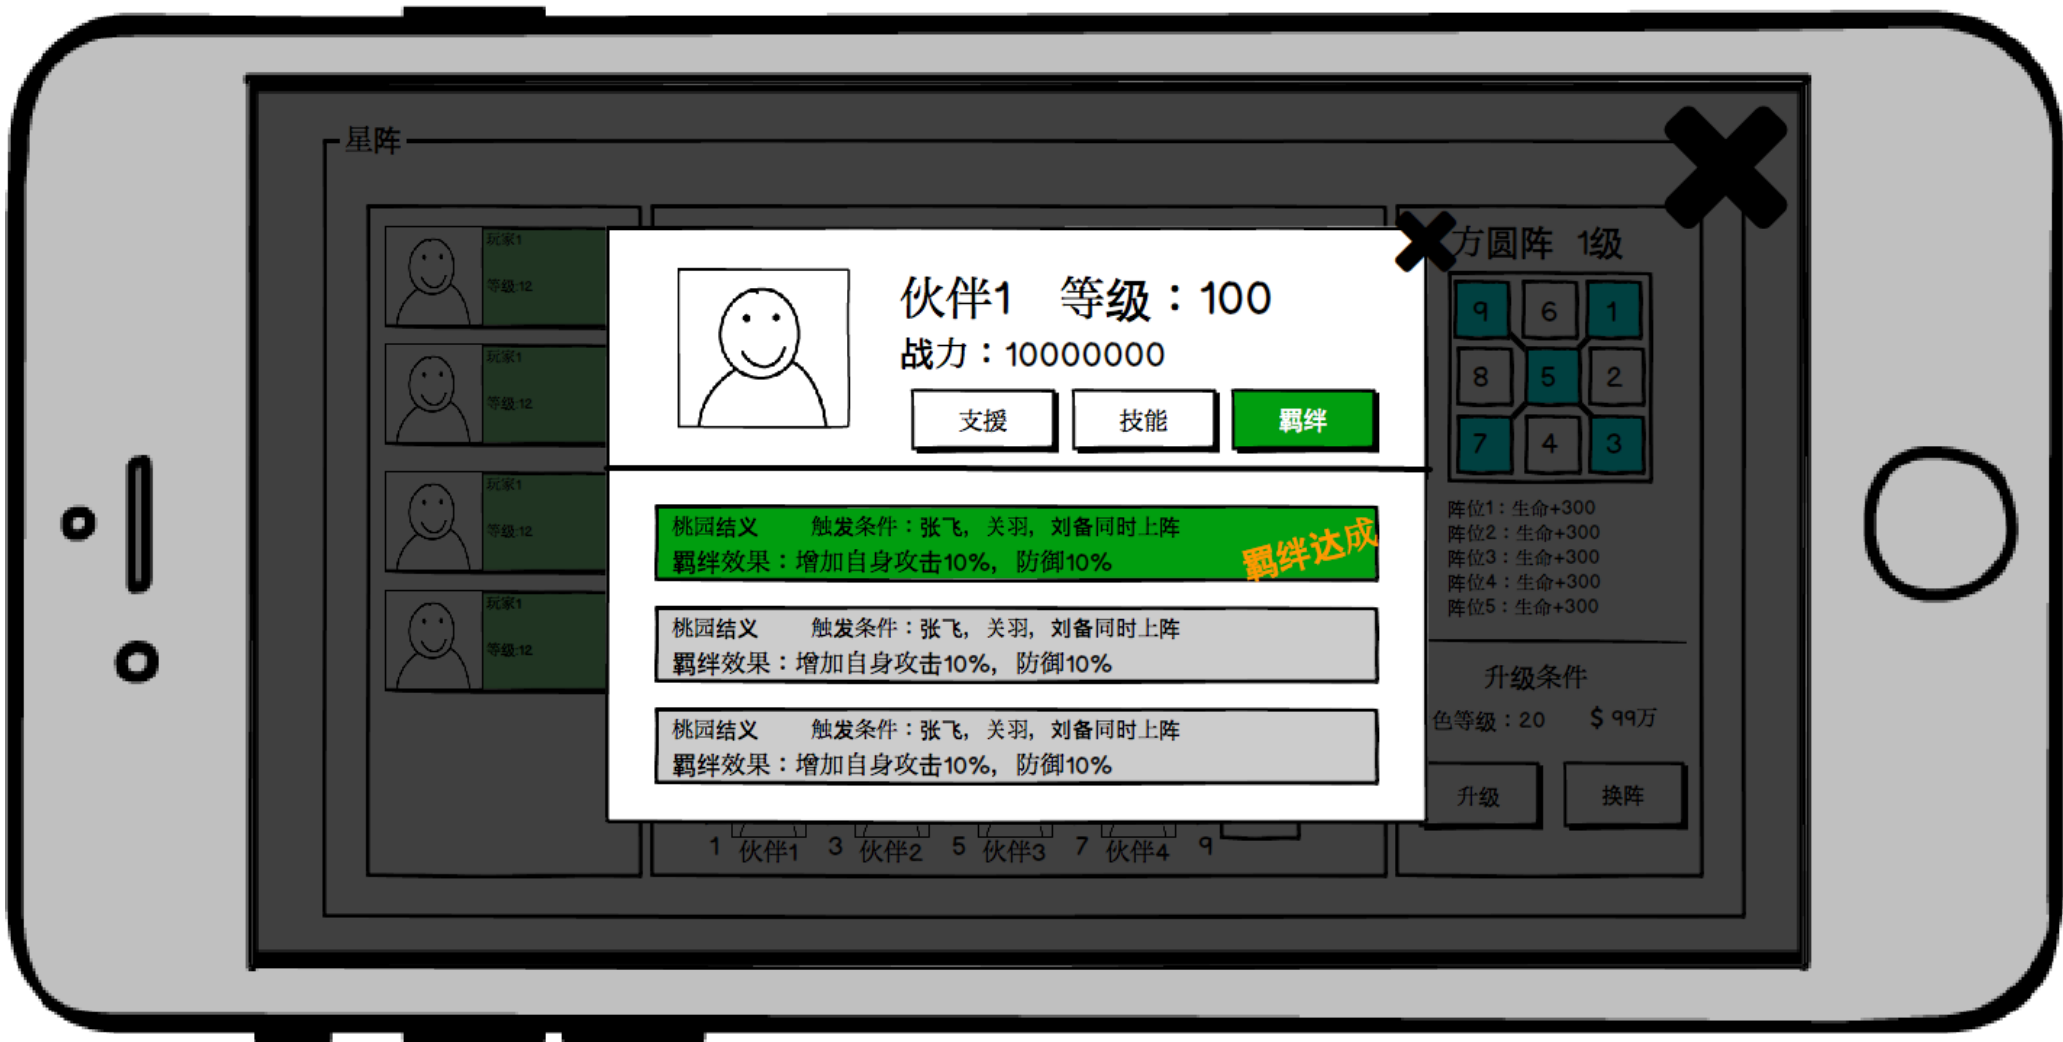 星阵
玩家1
等级:12
玩家1
等级:12
玩家1
等级:12
玩家1
等级:12
伙伴1 等级：100
战力：10000000
支援 技能 羁绊
桃园结义 触发条件：张飞，关羽，刘备同时上阵
羁绊效果：增加自身攻击10%，防御10%
羁绊达成
桃园结义 触发条件：张飞，关羽，刘备同时上阵
羁绊效果：增加自身攻击10%，防御10%
桃园结义 触发条件：张飞，关羽，刘备同时上阵
羁绊效果：增加自身攻击10%，防御10%
1 伙伴1 3 伙伴2 5 伙伴3 7 伙伴4 9
方圆阵 1级
9 6 1
8 5 2
7 4 3
阵位1：生命+300
阵位2：生命+300
阵位3：生命+300
阵位4：生命+300
阵位5：生命+300
升级条件
色等级：20 $ 99万
升级 换阵